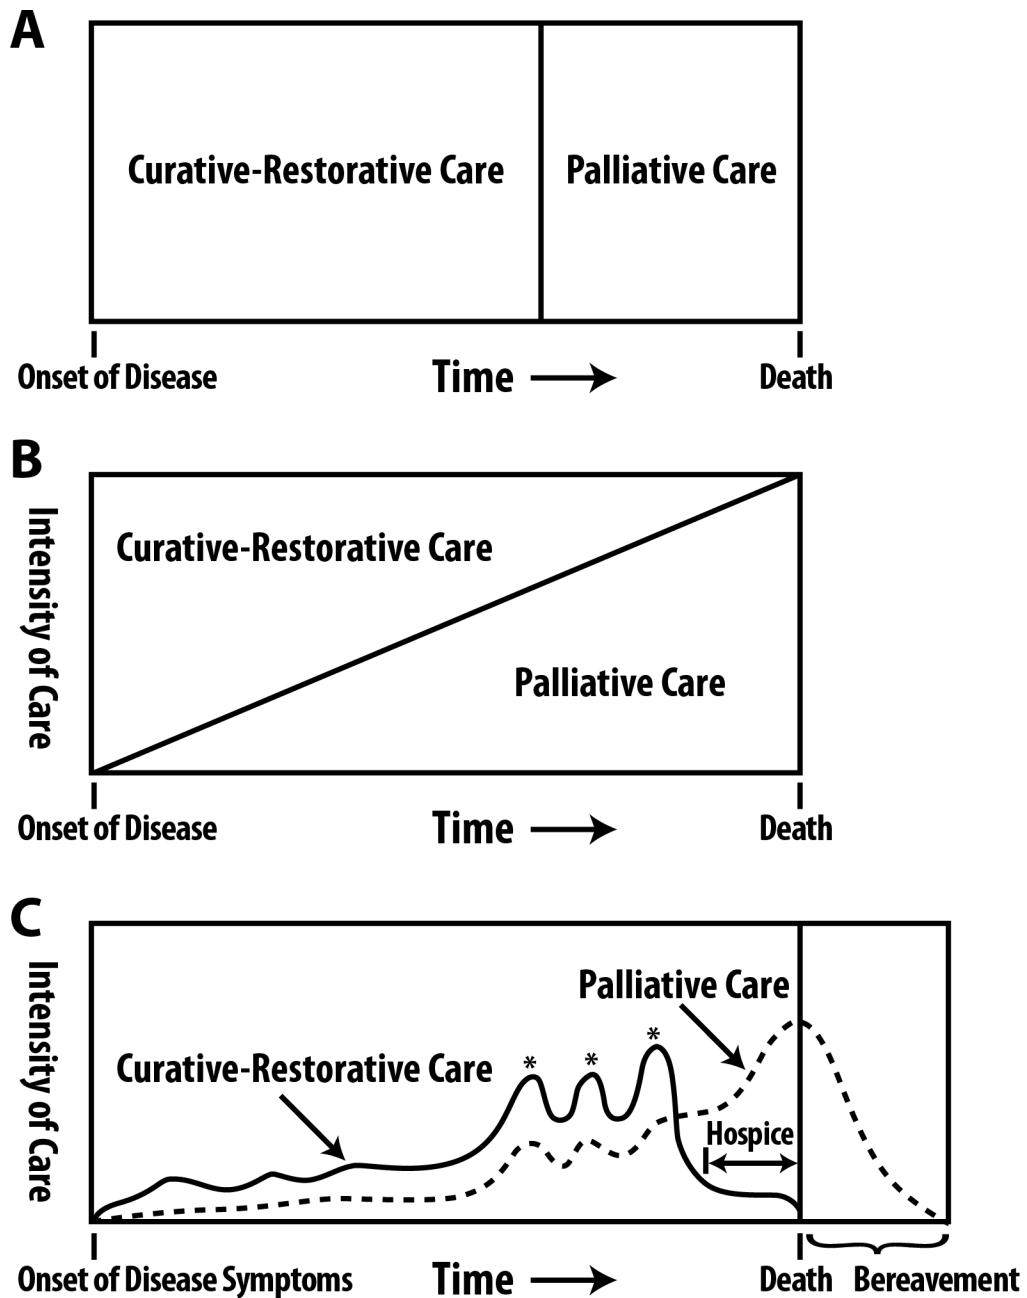 A
Curative-Restorative Care
Palliative Care
Onset of Disease
Time
Death
B
Intensity of Care
Curative-Restorative Care
Palliative Care
Onset of Disease
Time
Death
C
Intensity of Care
Palliative Care
* * *
Curative-Restorative Care
Hospice
Onset of Disease Symptoms
Time
Death
Bereavement